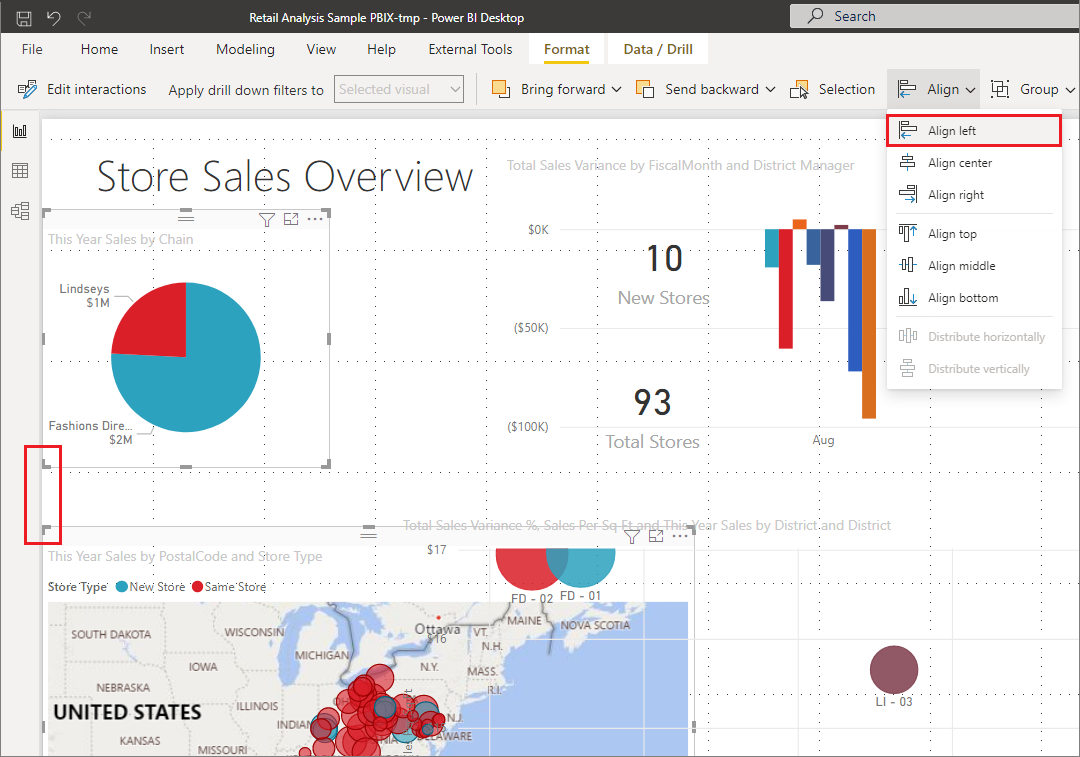 Retail Analysis Sample PBIX-tmp - Power BI Desktop
Search
File Home Insert Modeling View Help External Tools Format Data / Drill
Edit interactions Apply drill down filters to Selected visual Bring forward Send backward Selection Align Group
Align left
Align center
Align right
Align top
Align middle
Align bottom
Distribute horizontally
Distribute vertically
Store Sales Overview
Total Sales Variance by FiscalMonth and District Manager
This Year Sales by Chain
Lindseys
$1M
Fashions Dire...
$2M
$0K
($50K)
($100K)
Aug
10
New Stores
93
Total Stores
Total Sales Variance %, Sales Per Sq Ft and This Year Sales by District and District
This Year Sales by PostalCode and Store Type
Store Type New Store Same Store
$17
$16
FD - 02 FD - 01
LI - 03
SOUTH DAKOTA
WISCONSIN
MICHIGAN
Ottawa
VT.
MAINE
NOVA SCOTIA
N.H.
IOWA
N.Y.
MASS.
R.I.
NEBRASKA
UNITED STATES
ILLINOIS
INDIAN
N.J.
DELAWARE
KANSAS
MISSOURI